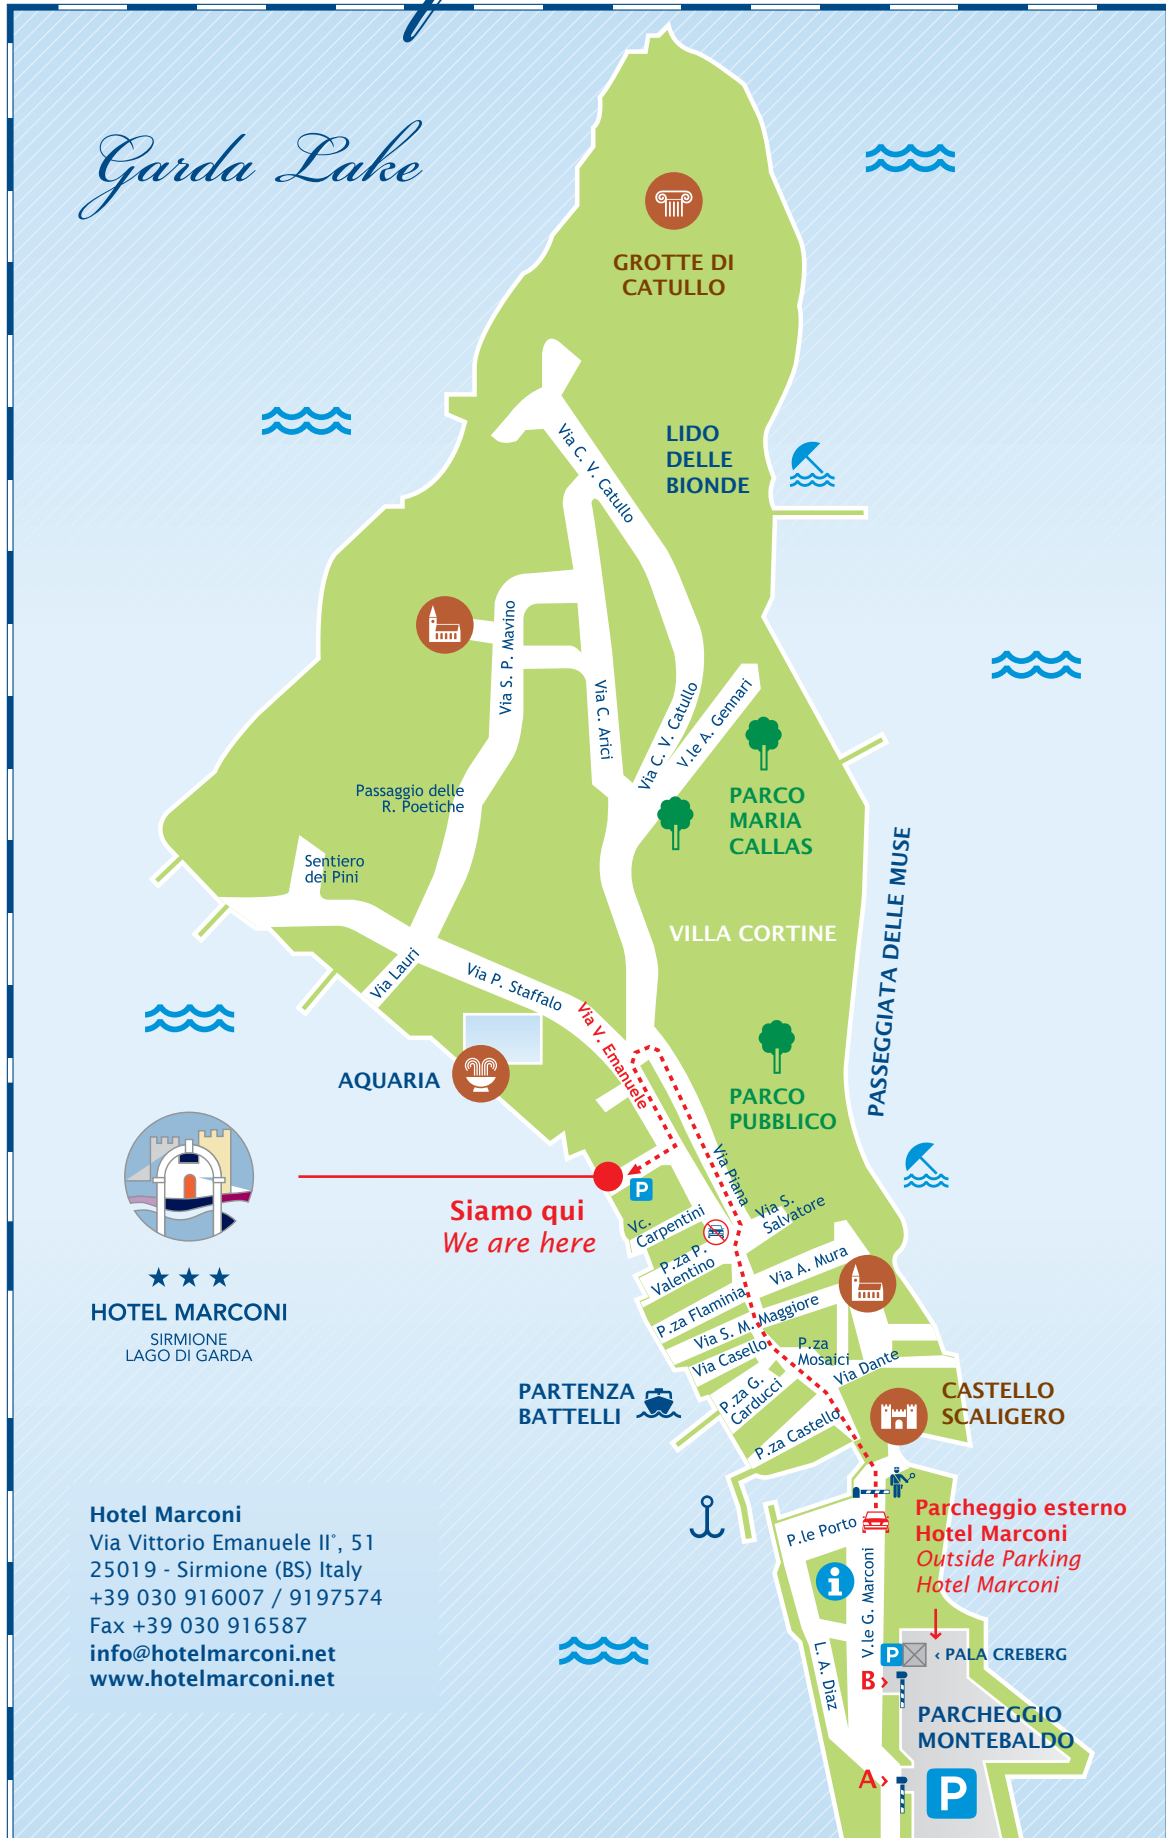 Garda Lake
GROTTE DI
CATULLO
LIDO
DELLE
BIONDE
Via C. V. Catullo
Via S. P. Mavino
Via C. Arici
Via C. V. Catullo
V.le A. Gennari
PARCO
MARIA
CALLAS
Passaggio delle
R. Poetiche
Sentiero
dei Pini
PASSEGGIATA DELLE MUSE
VILLA CORTINE
Via Lauri
Via P. Staffalo
Via V. Emanuele
AQUARIA
PARCO
PUBBLICO
Via Piana
P
Siamo qui
We are here
Vc.
Carpentini
Via S.
Salvatore
P.za P.
Valentino
Via A. Mura
P.za Flaminia
Via S. M. Maggiore
Via Casello
P.za
Mosaici
Via Dante
P.za G.
Carducci
P.za Castello
★ ★ ★
HOTEL MARCONI
SIRMIONE
LAGO DI GARDA
PARTENZA
BATTELLI
CASTELLO
SCALIGERO
Hotel Marconi
Via Vittorio Emanuele II°, 51
25019 - Sirmione (BS) Italy
+39 030 916007 / 9197574
Fax +39 030 916587
info@hotelmarconi.net
www.hotelmarconi.net
P.le Porto
i
V.le G. Marconi
L. A. Diaz
Parcheggio esterno
Hotel Marconi
Outside Parking
Hotel Marconi
P
‹ PALA CREBERG
B ›
PARCHEGGIO
MONTEBALDO
A ›
P